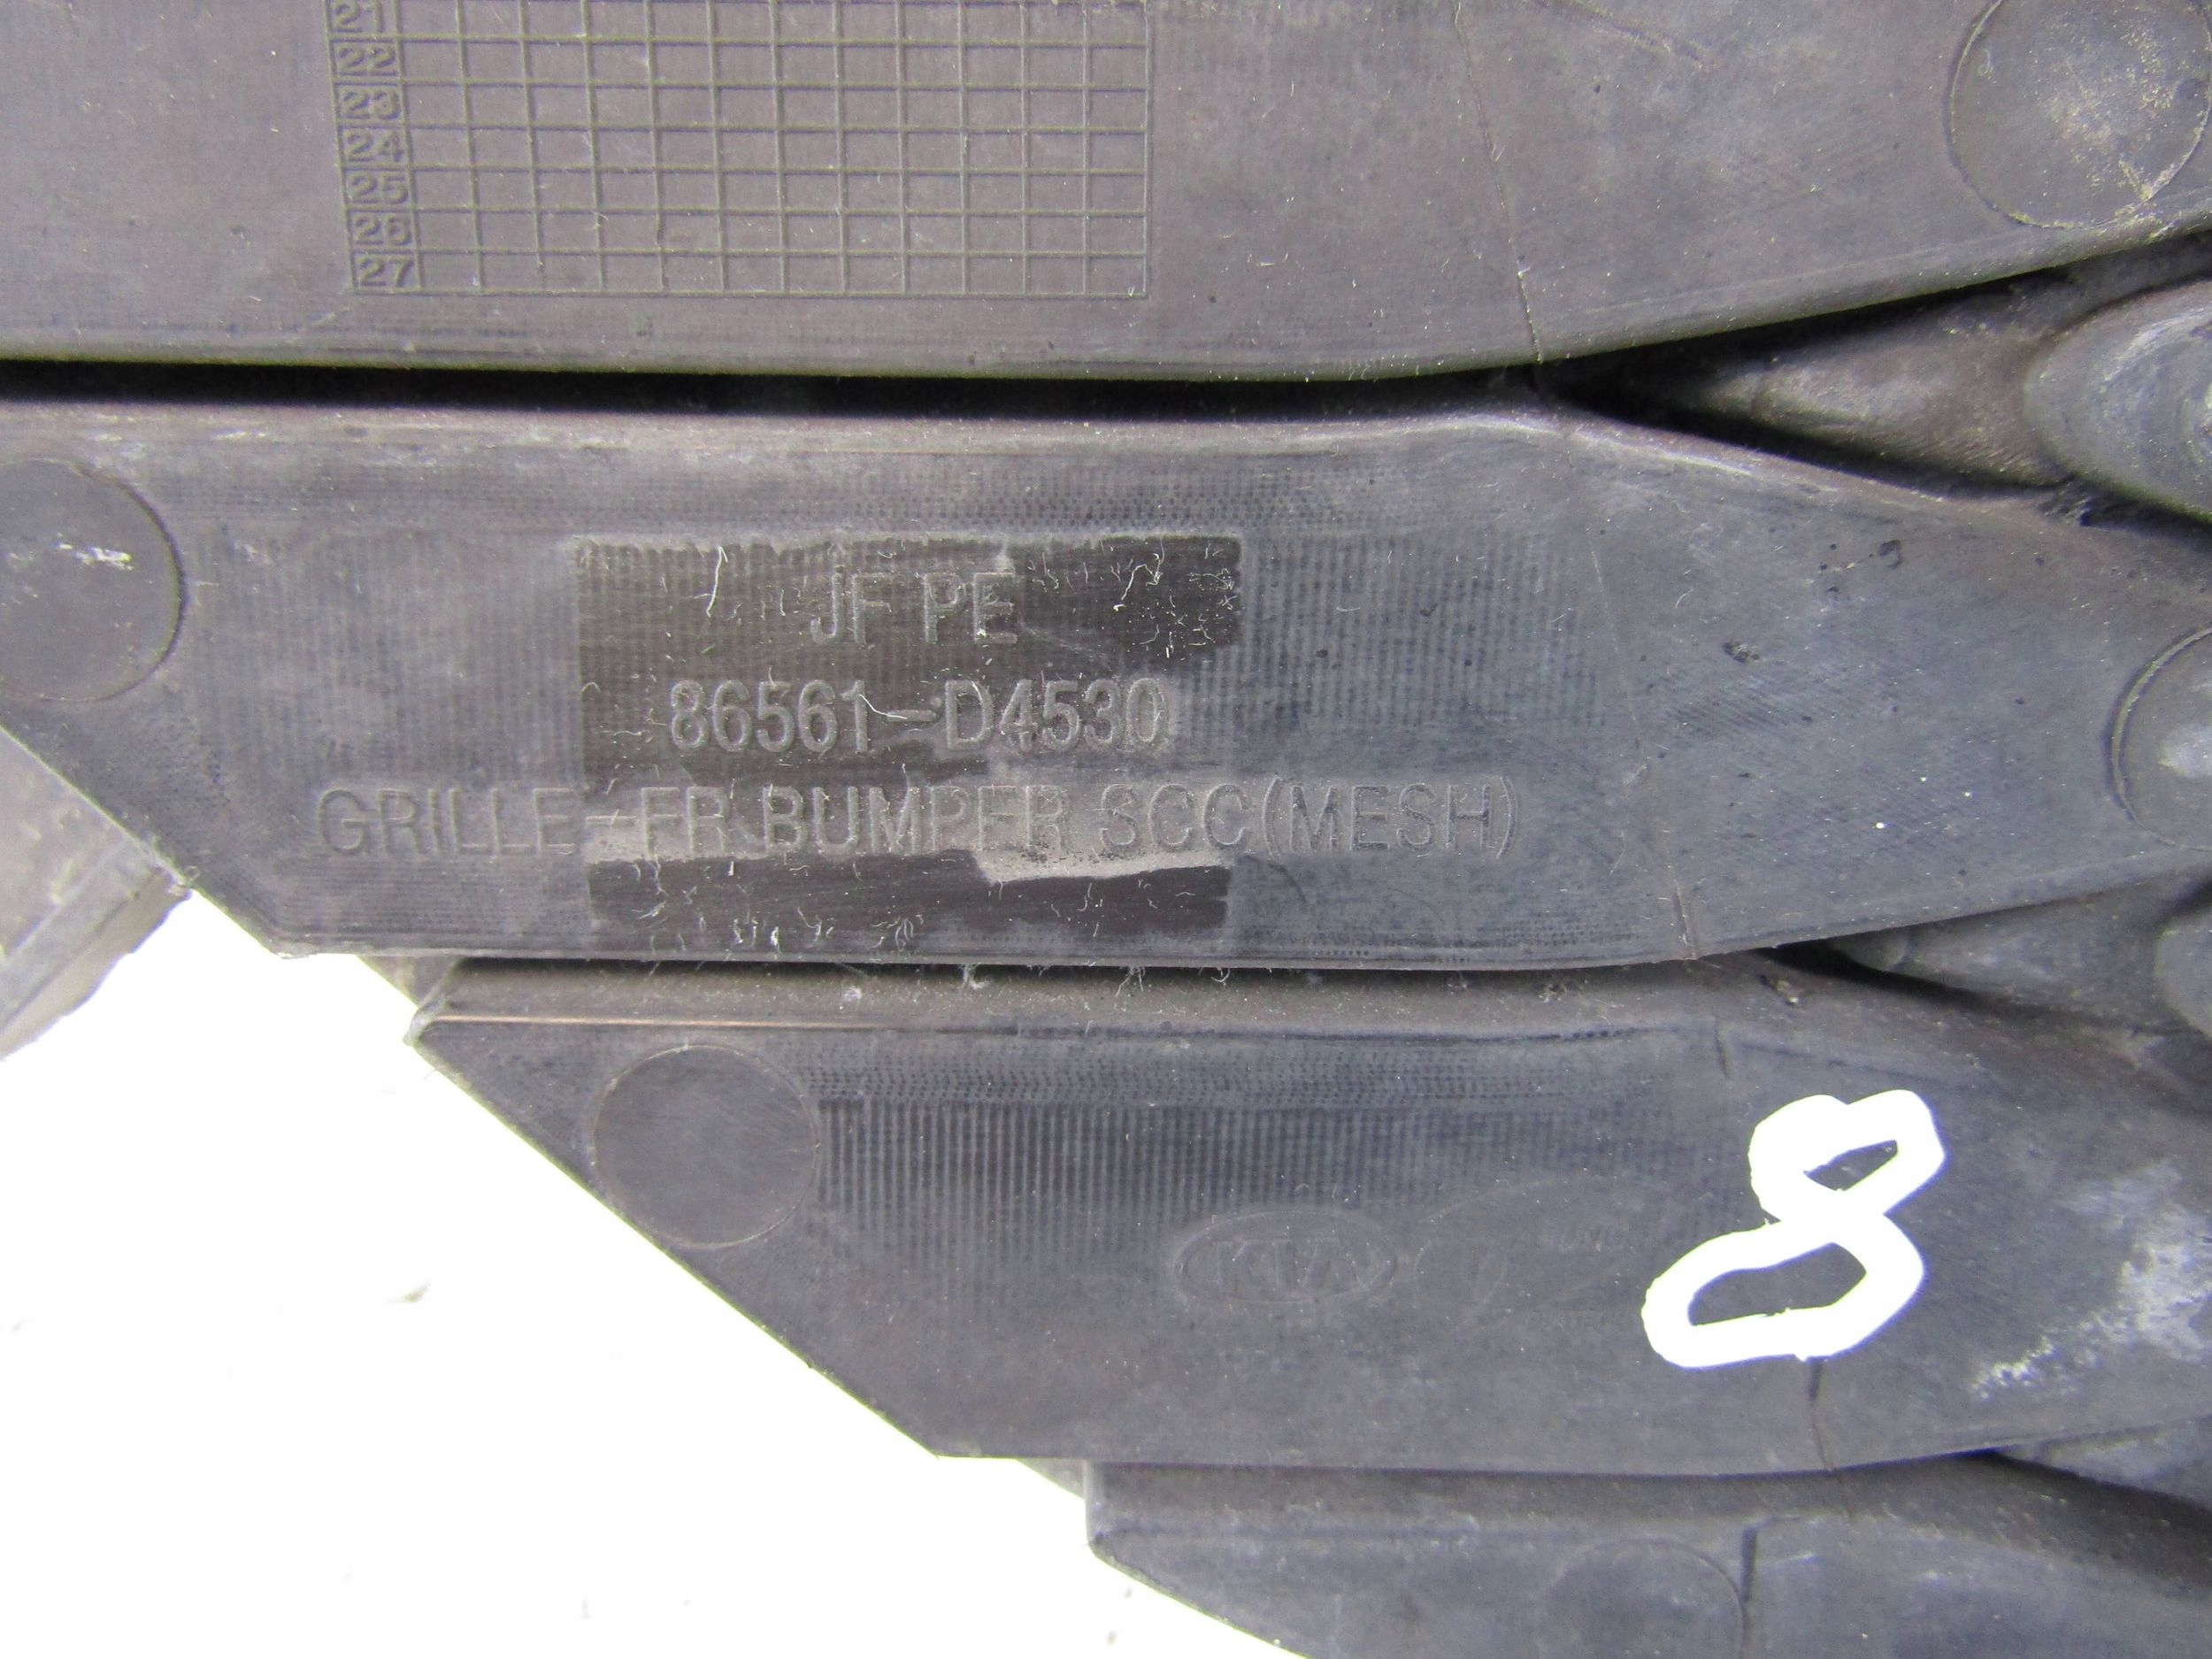 21
22
23
24
25
26
27
JF PE
86561-D4530
GRILLE-FR BUMPER SCC(MESH)
KIA
8